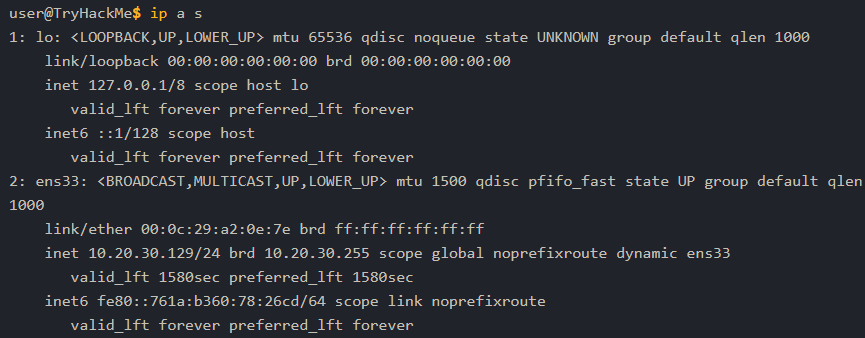 user@TryHackMe$ ip a s
1: lo: <LOOPBACK,UP,LOWER_UP> mtu 65536 qdisc noqueue state UNKNOWN group default qlen 1000
    link/loopback 00:00:00:00:00:00 brd 00:00:00:00:00:00
    inet 127.0.0.1/8 scope host lo
       valid_lft forever preferred_lft forever
    inet6 ::1/128 scope host
       valid_lft forever preferred_lft forever
2: ens33: <BROADCAST,MULTICAST,UP,LOWER_UP> mtu 1500 qdisc pfifo_fast state UP group default qlen
1000
    link/ether 00:0c:29:a2:0e:7e brd ff:ff:ff:ff:ff:ff
    inet 10.20.30.129/24 brd 10.20.30.255 scope global noprefixroute dynamic ens33
       valid_lft 1580sec preferred_lft 1580sec
    inet6 fe80::761a:b360:78:26cd/64 scope link noprefixroute
       valid_lft forever preferred_lft forever